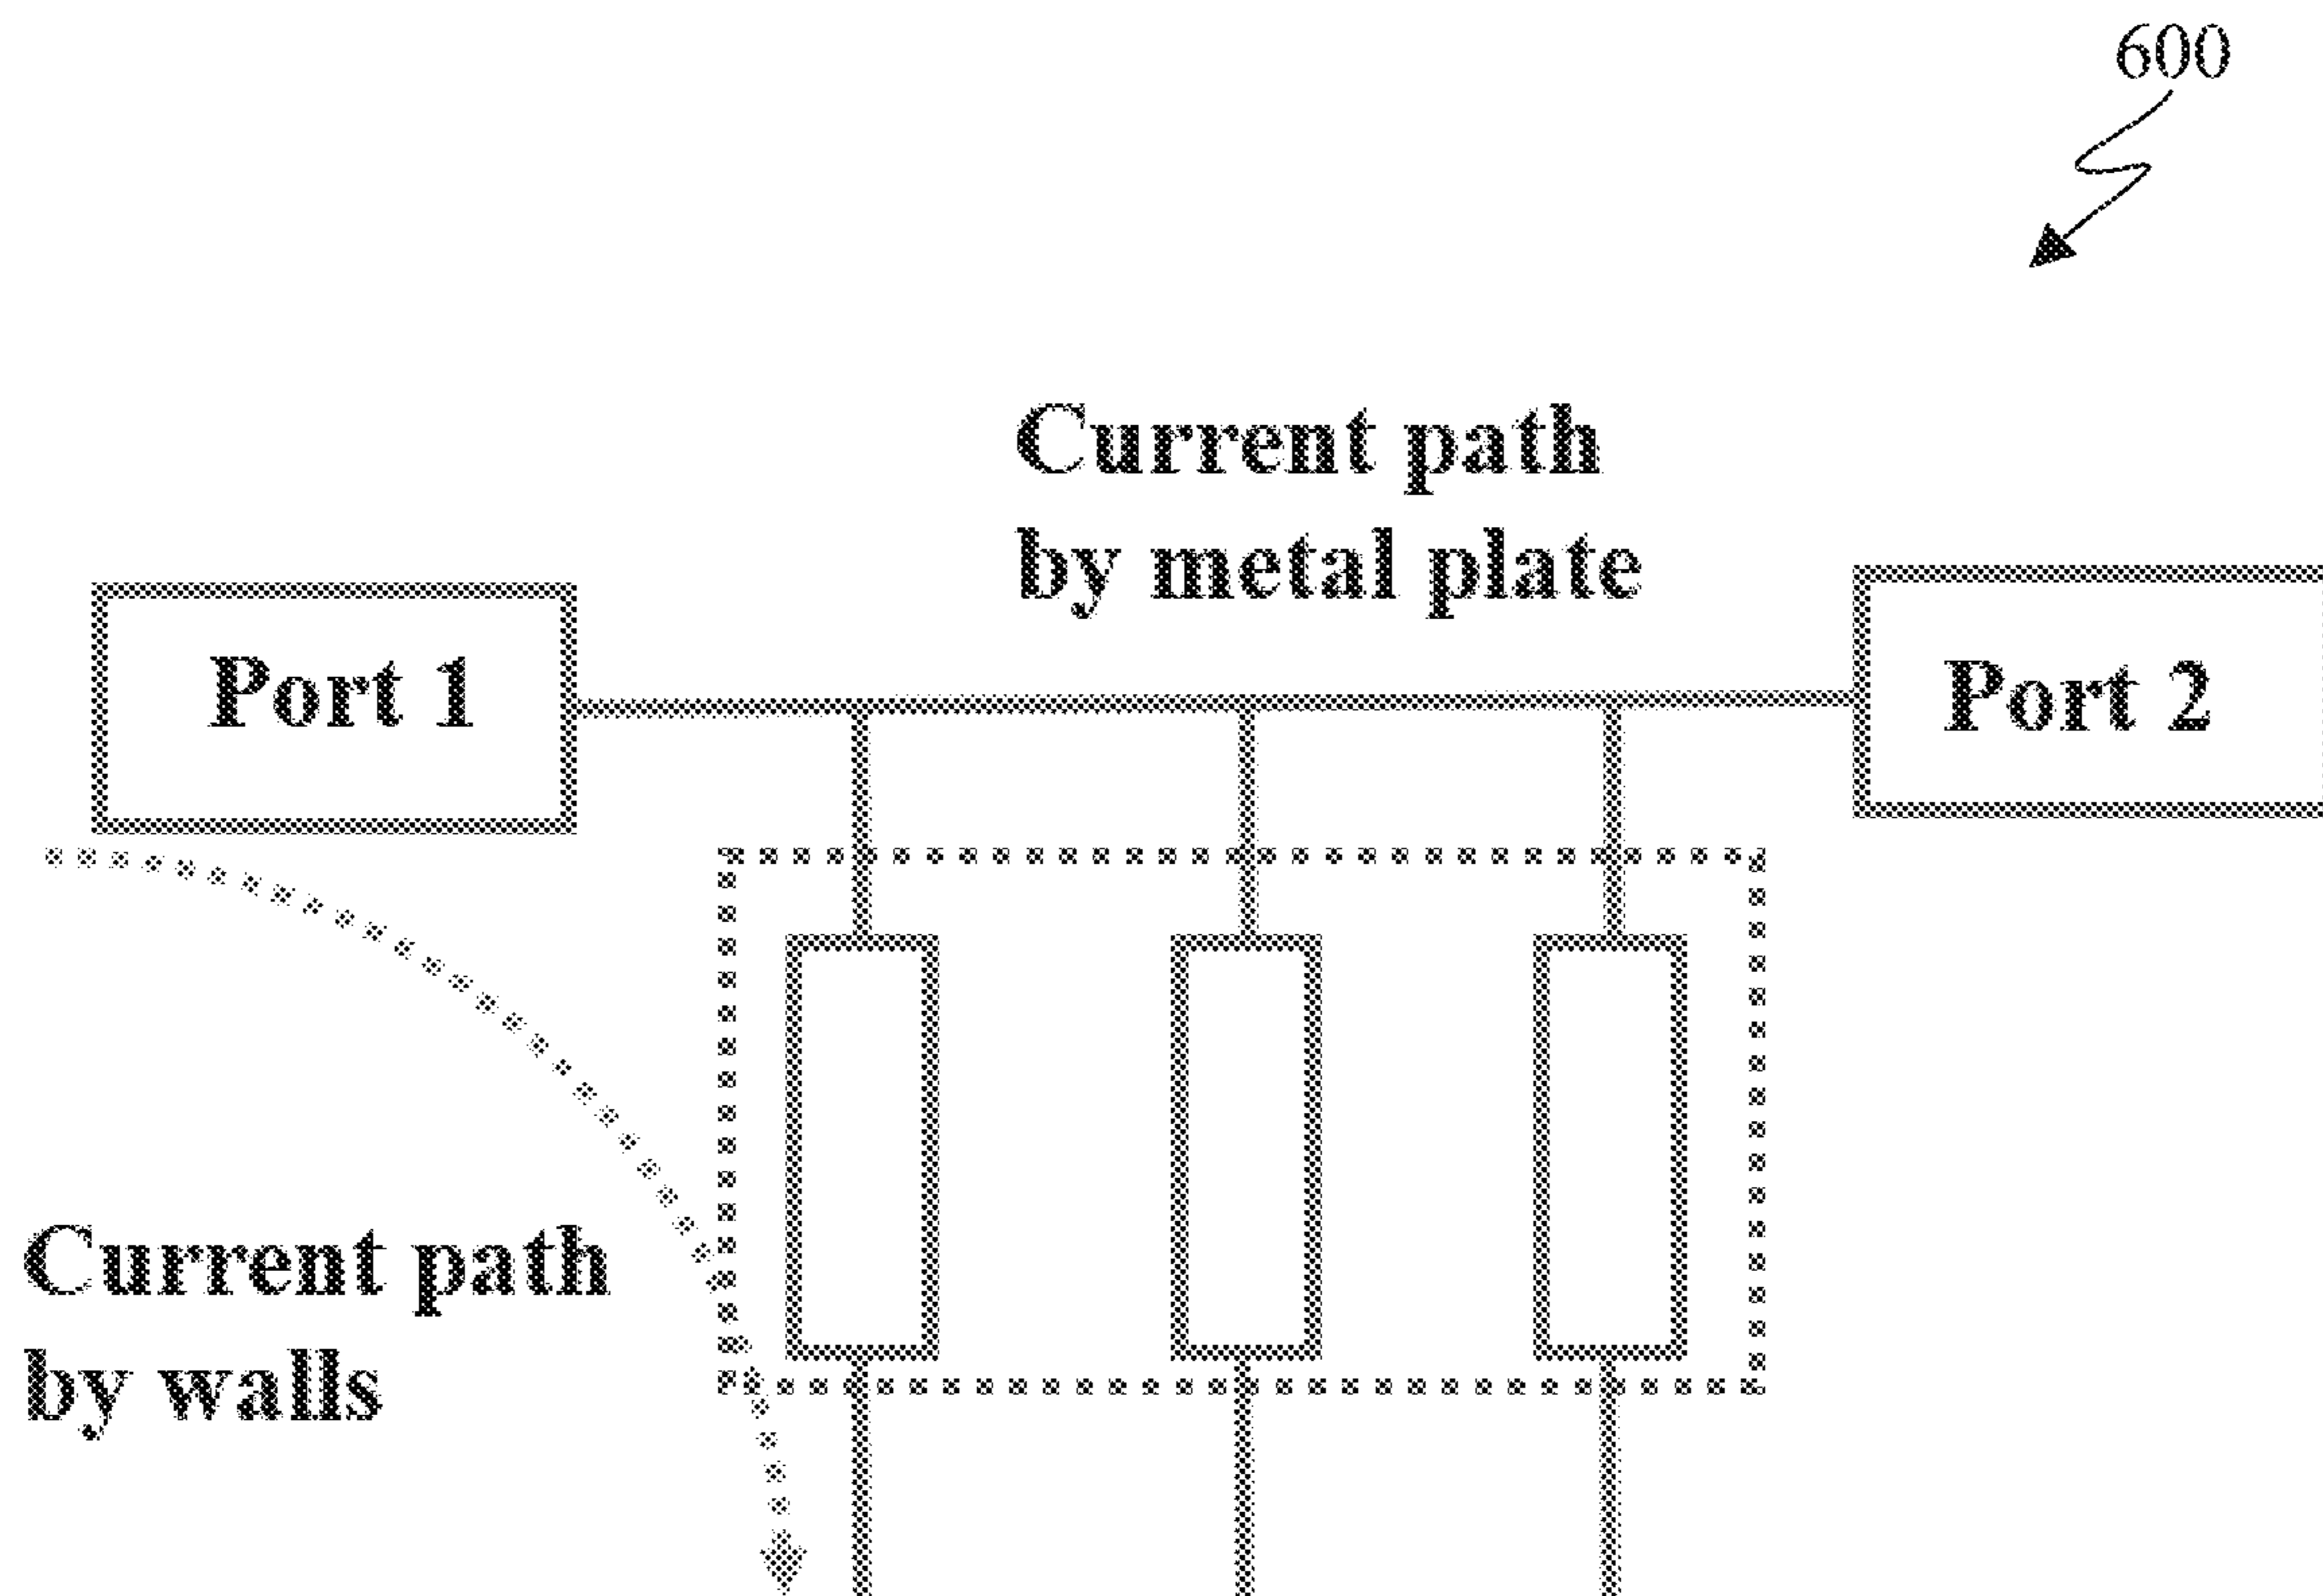 600
Current path
by metal plate
Port 1
Port 2
Current path
by walls